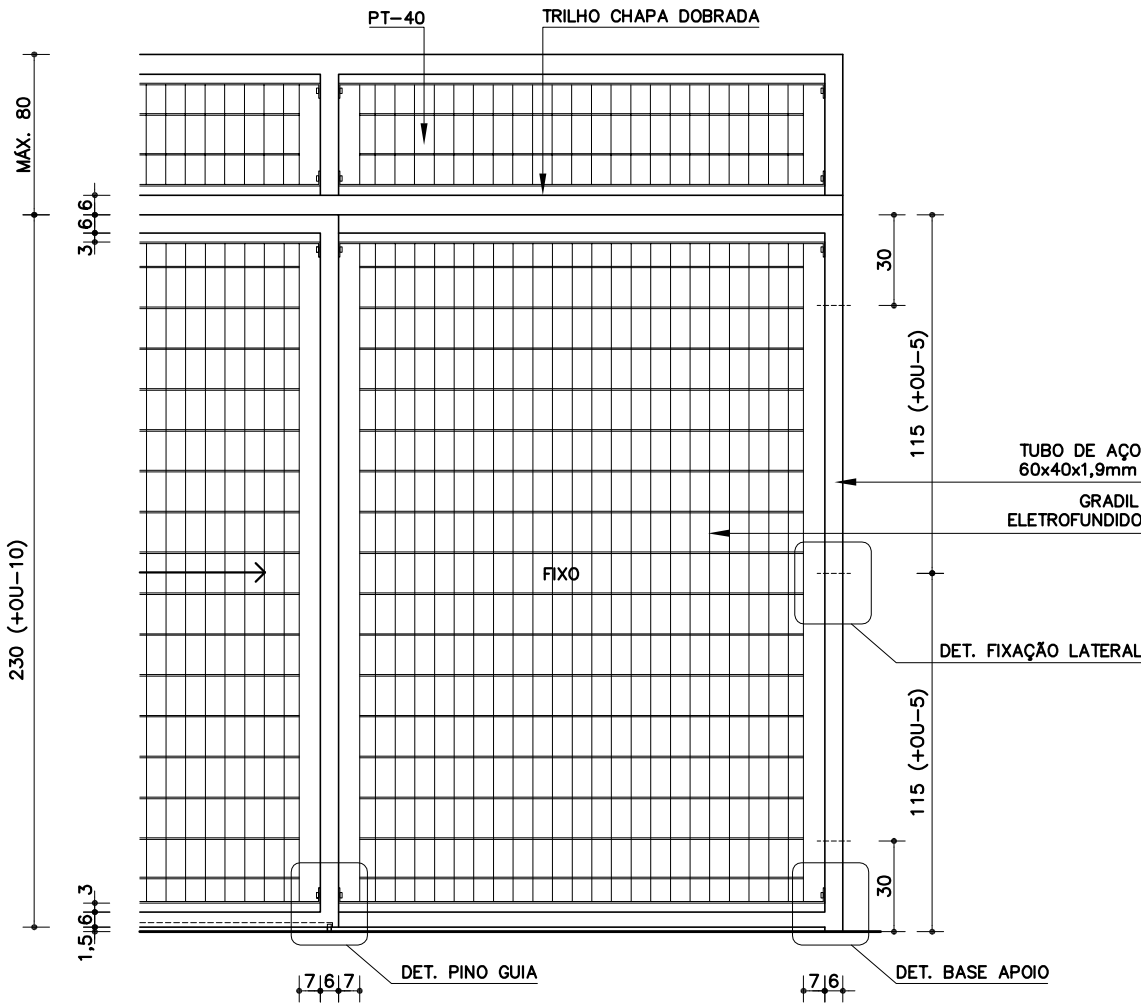 PT-40
TRILHO CHAPA DOBRADA
MÁX. 80
6
6
3
30
115 (+OU-5)
TUBO DE AÇO
60x40x1,9mm
GRADIL
ELETROFUNDIDO
230 (+OU-10)
FIXO
DET. FIXAÇÃO LATERAL
115 (+OU-5)
30
3
6
1,5
DET. PINO GUIA
DET. BASE APOIO
7 6 7
7 6